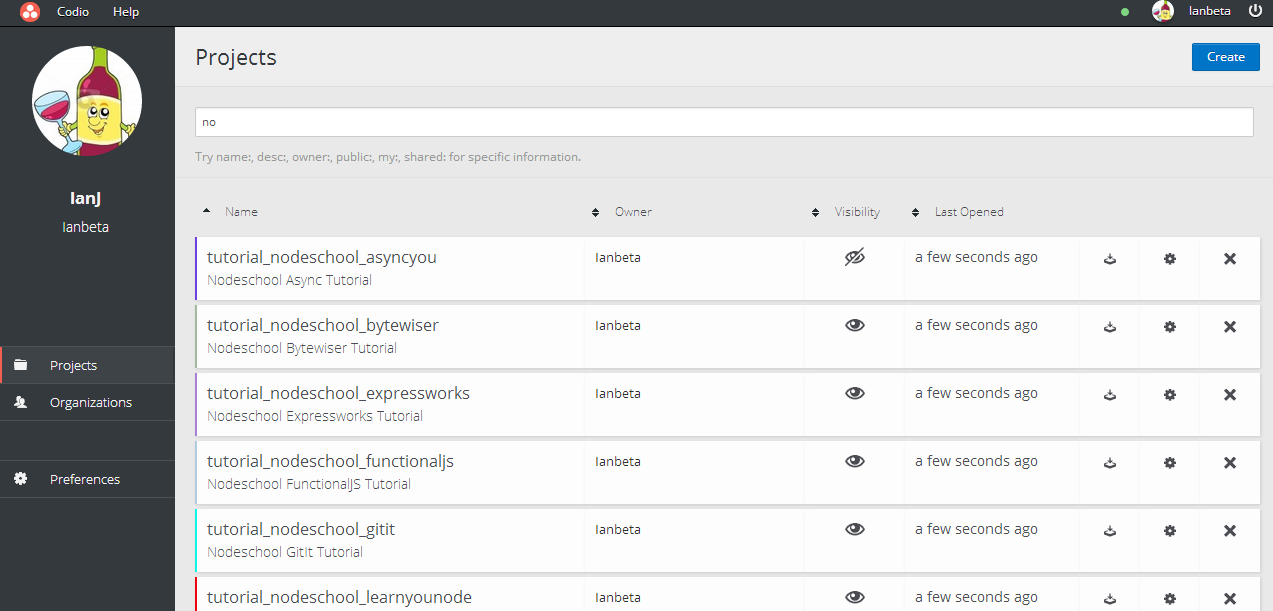 Codio Help Ianbeta
IanJ
Ianbeta
Projects
Organizations
Preferences
Projects Create
no
Try name:, desc:, owner:, public:, my:, shared: for specific information.
Name Owner Visibility Last Opened
tutorial_nodeschool_asyncyou Ianbeta a few seconds ago
Nodeschool Async Tutorial
tutorial_nodeschool_bytewiser Ianbeta a few seconds ago
Nodeschool Bytewiser Tutorial
tutorial_nodeschool_expressworks Ianbeta a few seconds ago
Nodeschool Expressworks Tutorial
tutorial_nodeschool_functionaljs Ianbeta a few seconds ago
Nodeschool FunctionalJS Tutorial
tutorial_nodeschool_gitit Ianbeta a few seconds ago
Nodeschool GitIt Tutorial
tutorial_nodeschool_learnyounode Ianbeta a few seconds ago